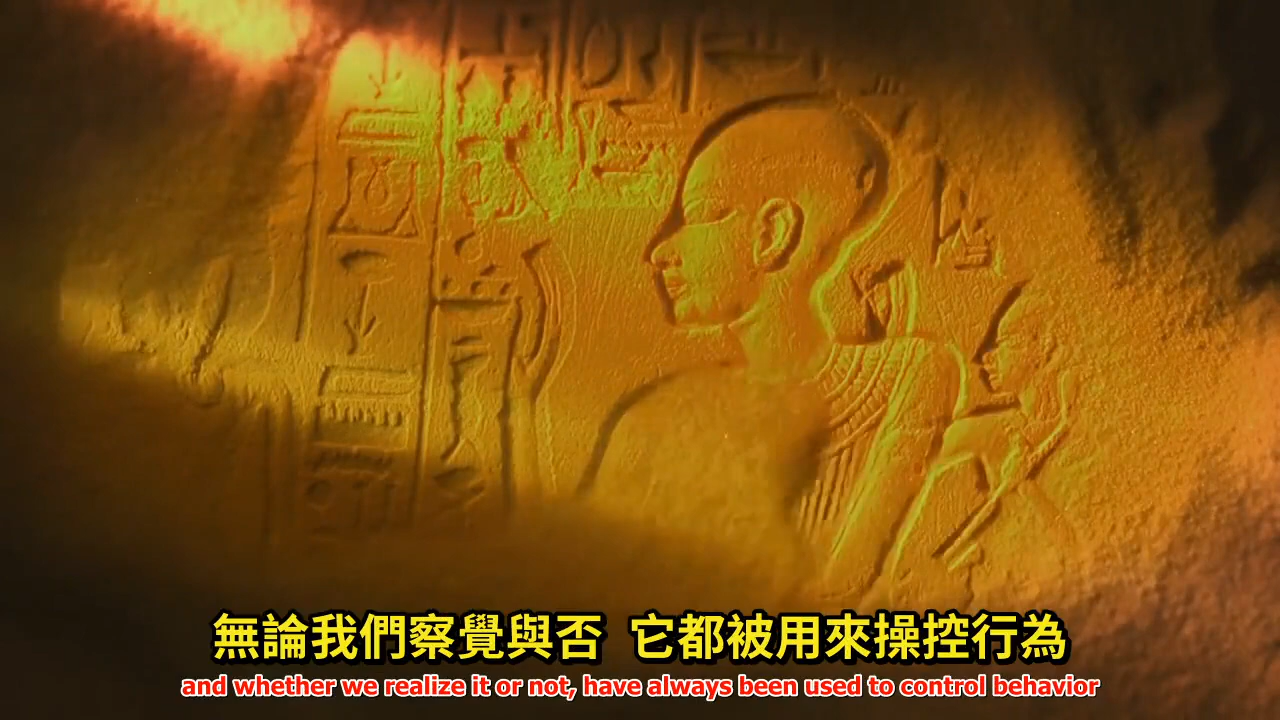 無論我們察覺與否 它都被用來操控行為
and whether we realize it or not, have always been used to control behavior